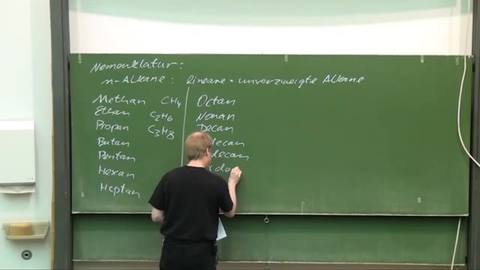 Nomenklatur:
n-Alkane: lineare + unverzweigte Alkane
Methan CH4
Ethan C2H6
Propan C3H8
Butan
Pentan
Hexan
Heptan
Octan
Nonan
Decan